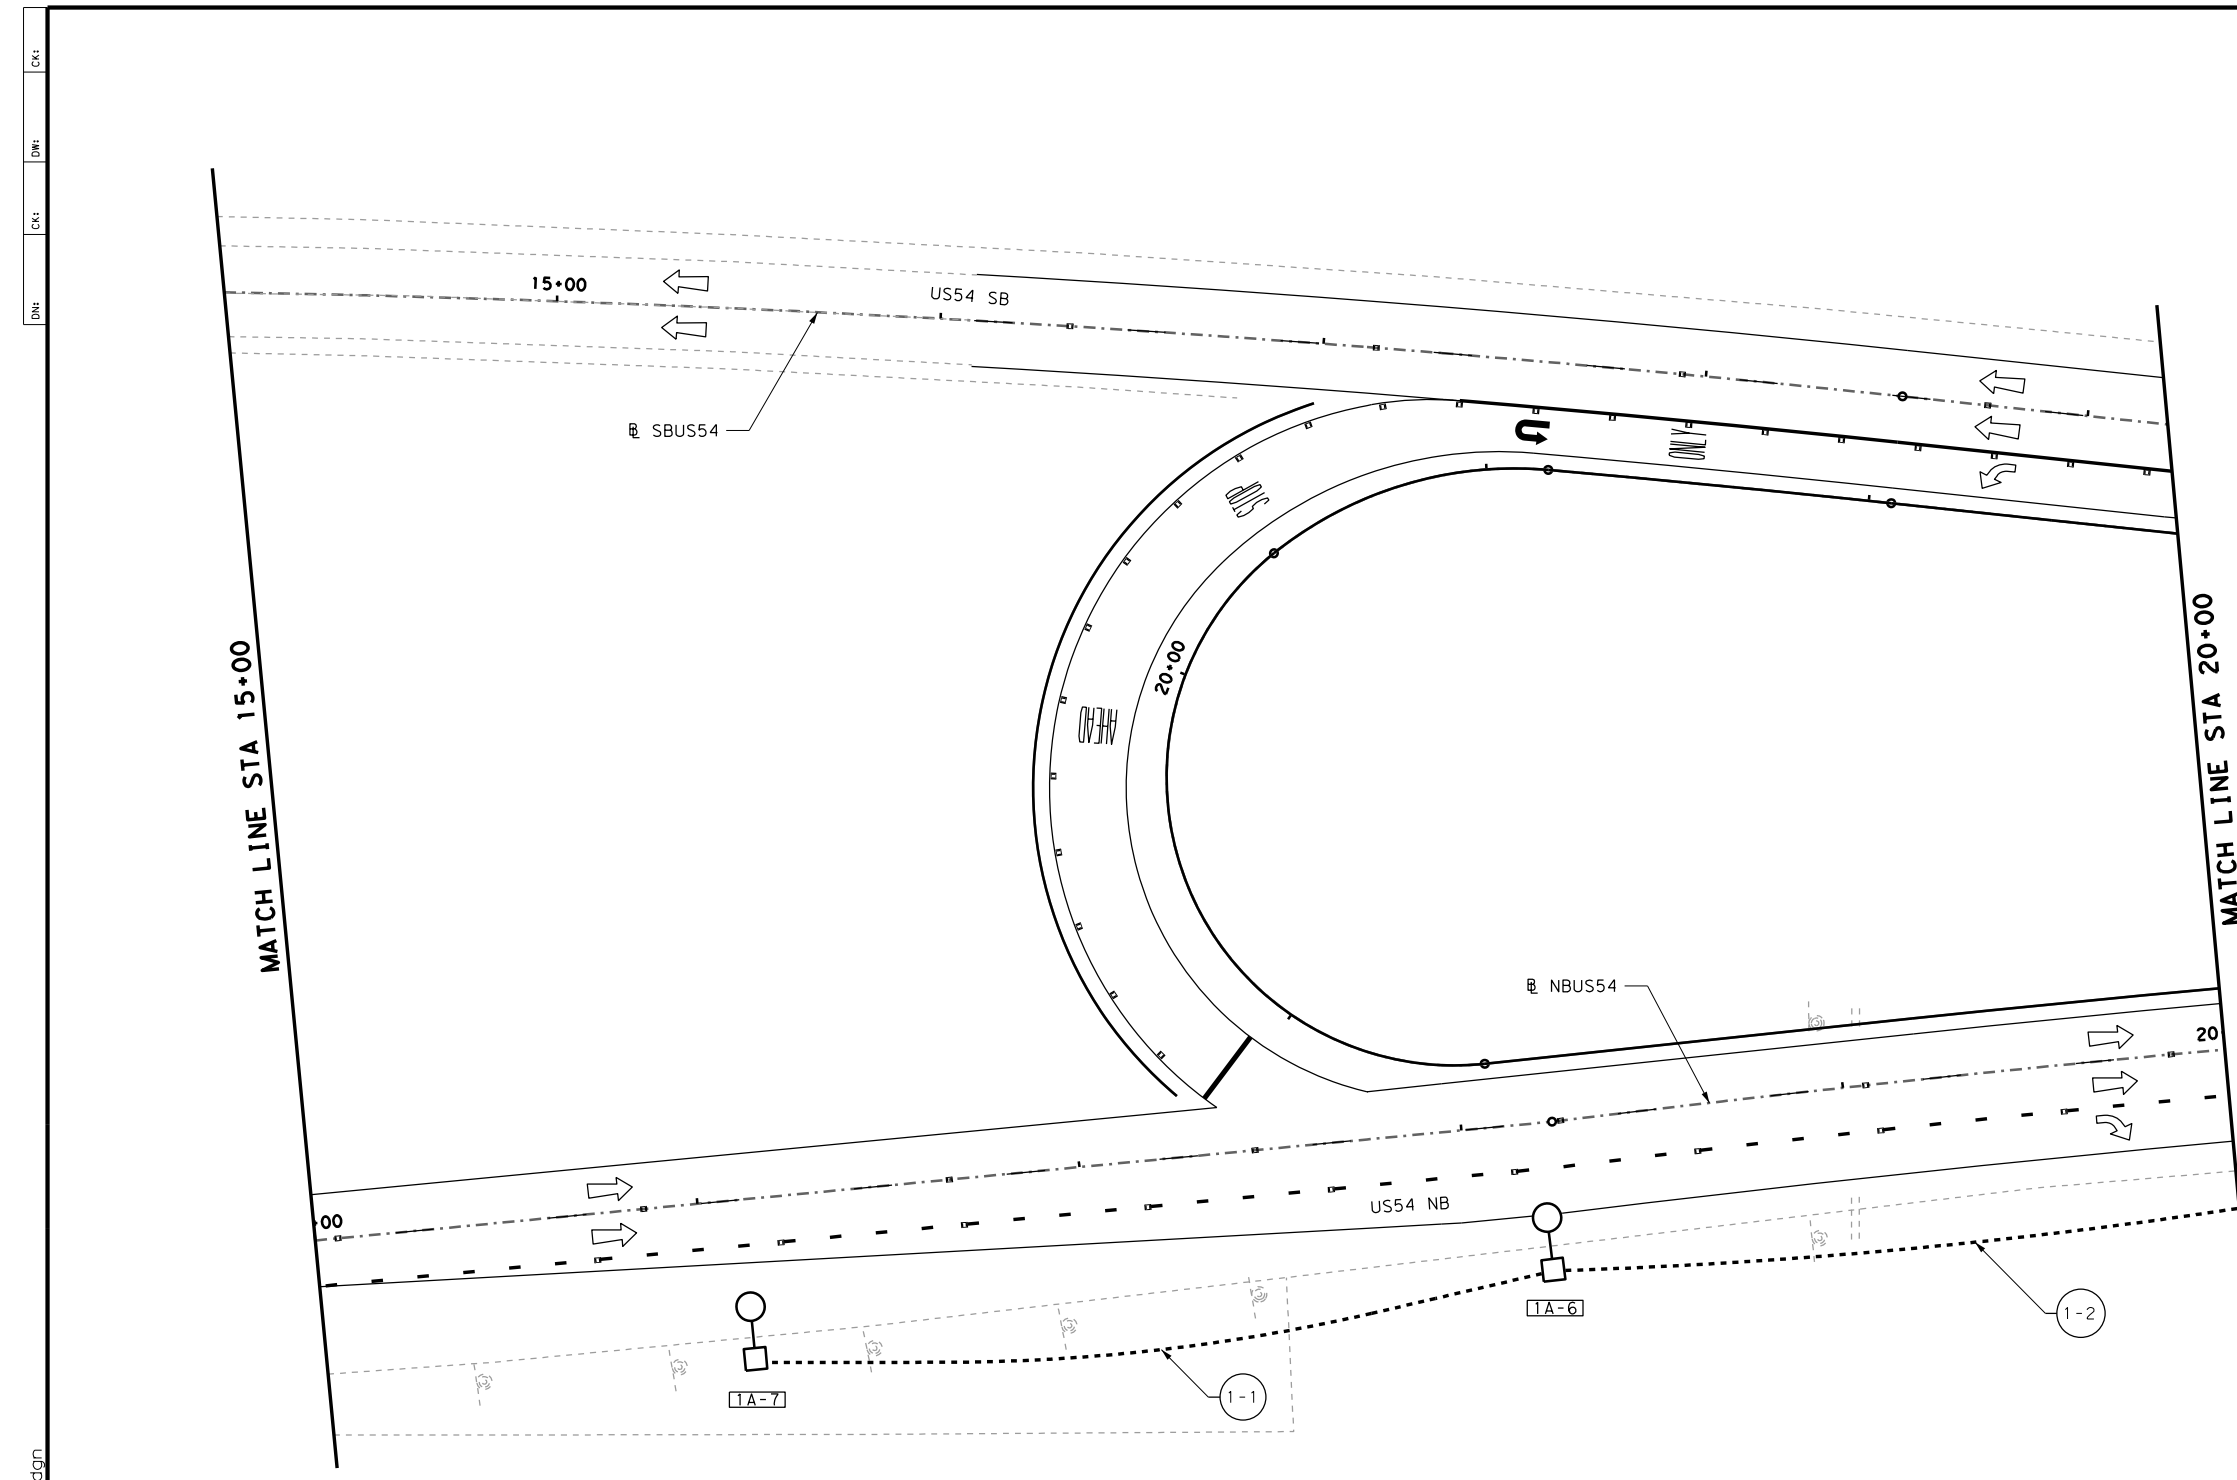 CK:
DW:
CK:
DN:
15+00
US54 SB
BL SBUS54
ONLY
STOP
AHEAD
20+00
MATCH LINE STA 15+00
MATCH LINE STA 20+00
BL NBUS54
20
+00
US54 NB
1A-6
1-2
1A-7
1-1
dgn